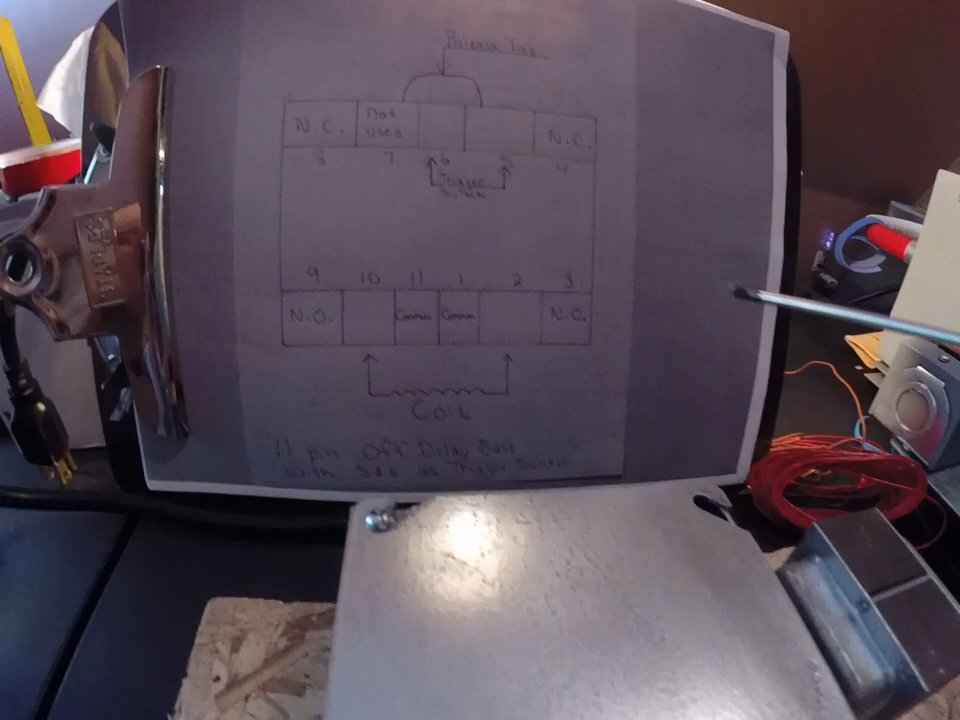 Release Tab
N.C. Not used N.C.
8 7 6 5 4
Trigger
Switch
9 10 11 1 2 3
N.O. Common Common N.O.
COIL
11 pin Off Delay Base
with 5&6 as Trigger Switch